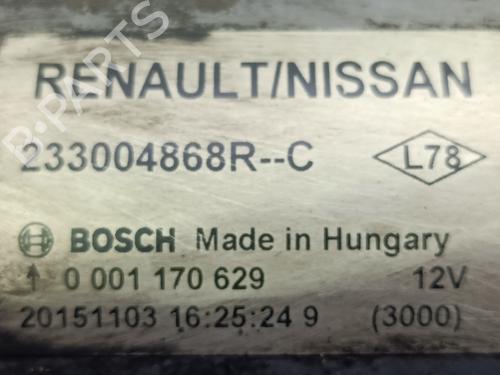 B-PARTS
RENAULT/NISSAN
233004868R--C L78
BOSCH Made in Hungary
0 001 170 629 12V
20151103 16:25:24 9 (3000)